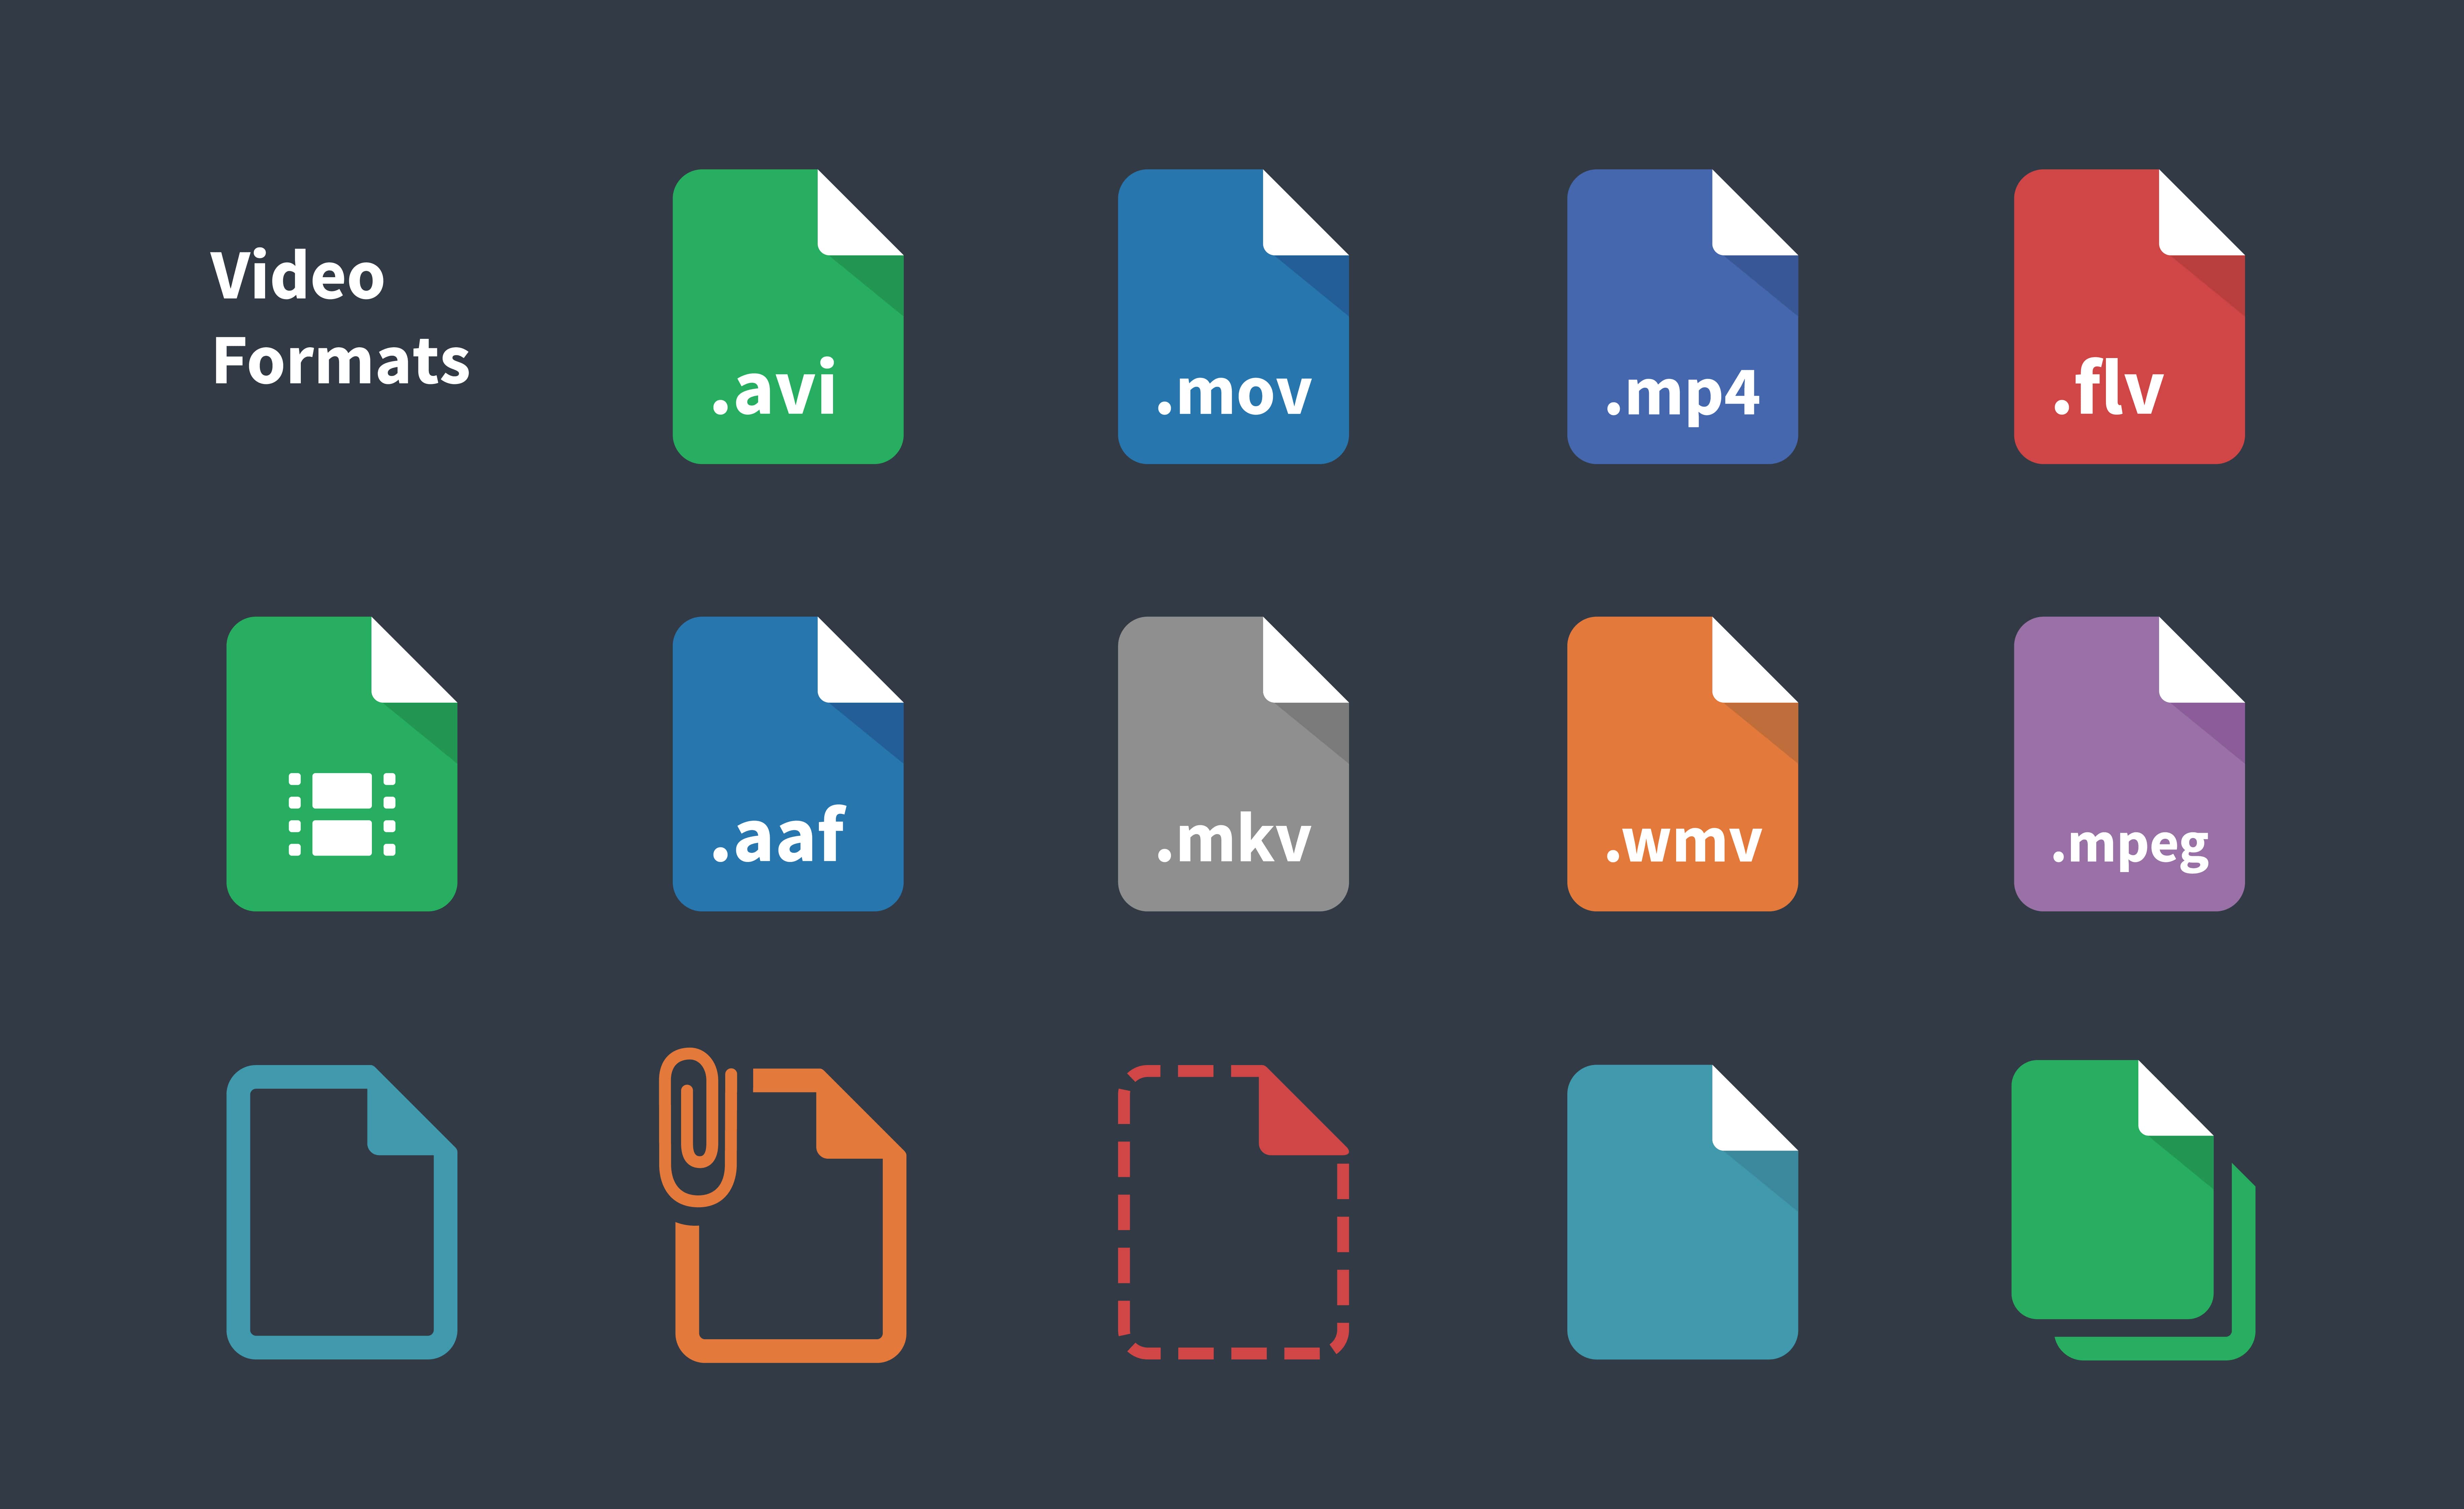 Video
Formats
.avi
.mov
.mp4
.flv
.aaf
.mkv
.wmv
.mpeg